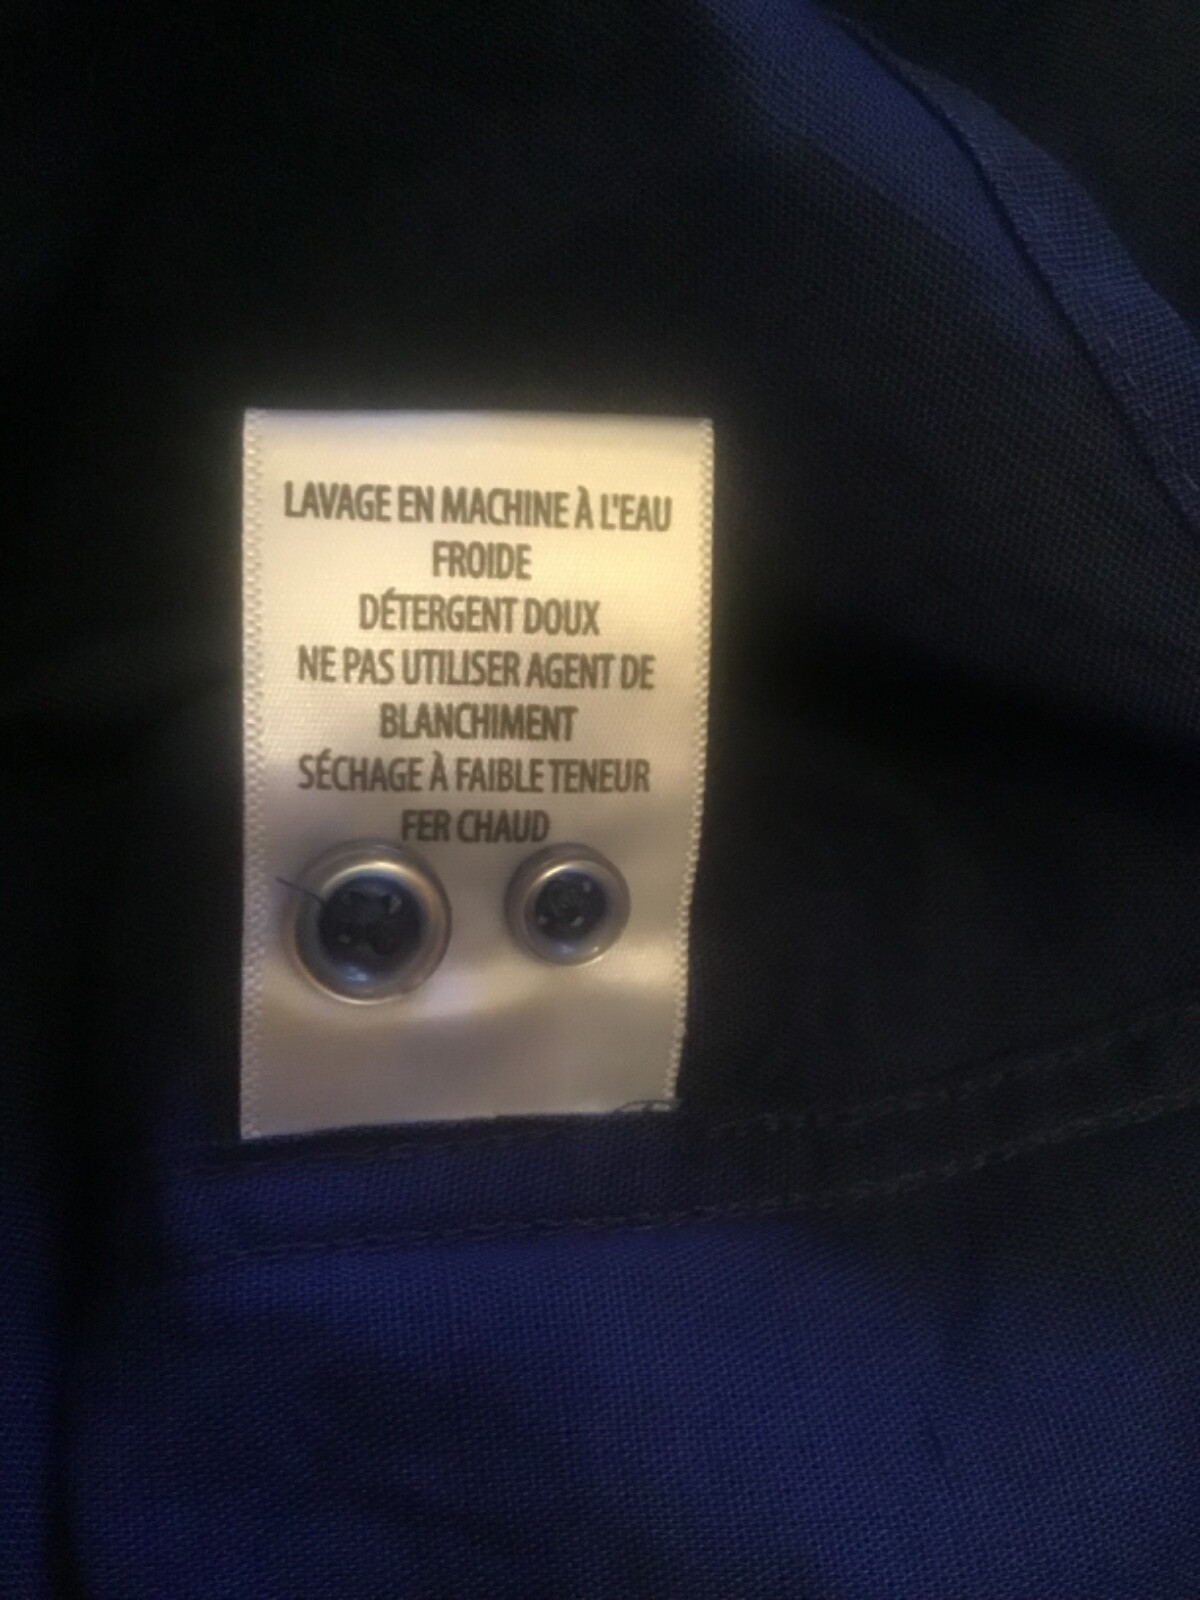 LAVAGE EN MACHINE À L'EAU
FROIDE
DÉTERGENT DOUX
NE PAS UTILISER AGENT DE
BLANCHIMENT
SÉCHAGE À FAIBLE TENEUR
FER CHAUD